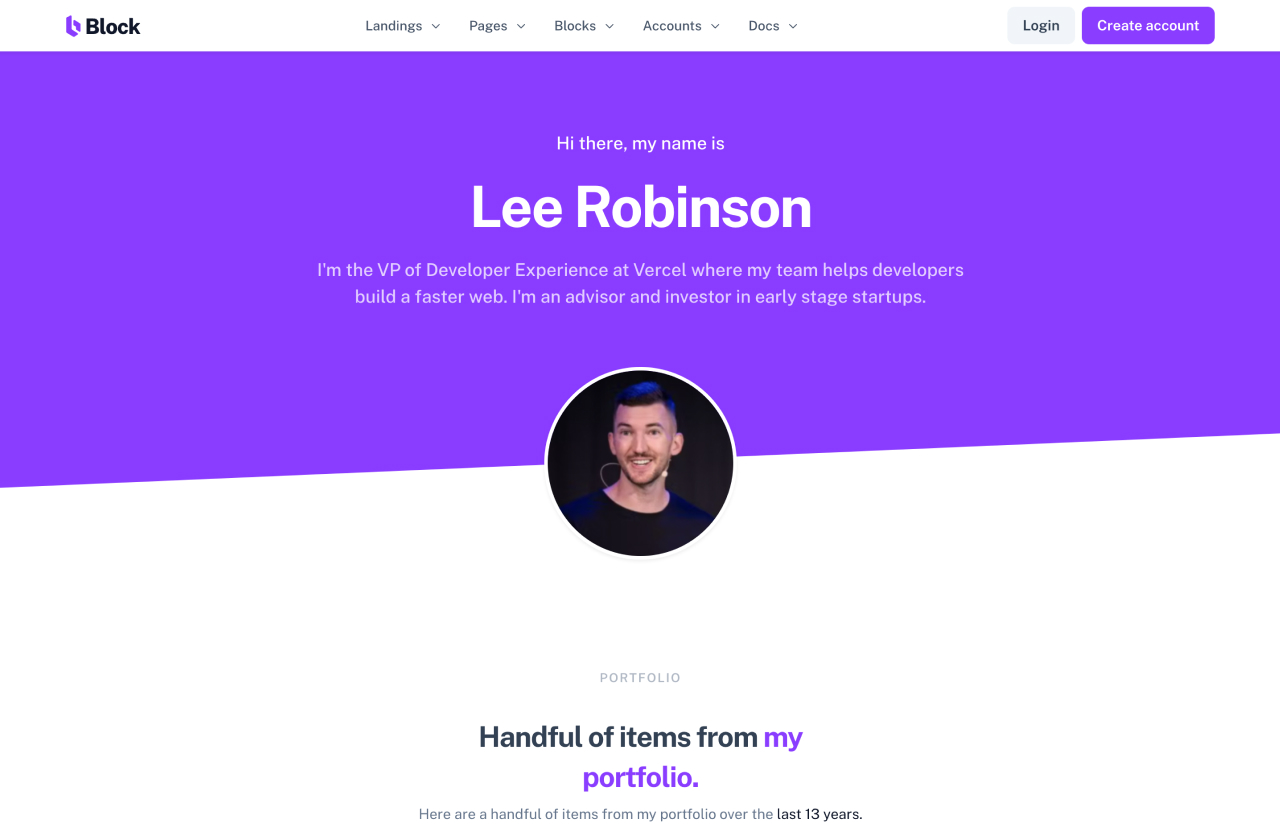 Block
Landings
Pages
Blocks
Accounts
Docs
Login
Create account
Hi there, my name is
Lee Robinson
I'm the VP of Developer Experience at Vercel where my team helps developers
build a faster web. I'm an advisor and investor in early stage startups.
PORTFOLIO
Handful of items from my
portfolio.
Here are a handful of items from my portfolio over the last 13 years.